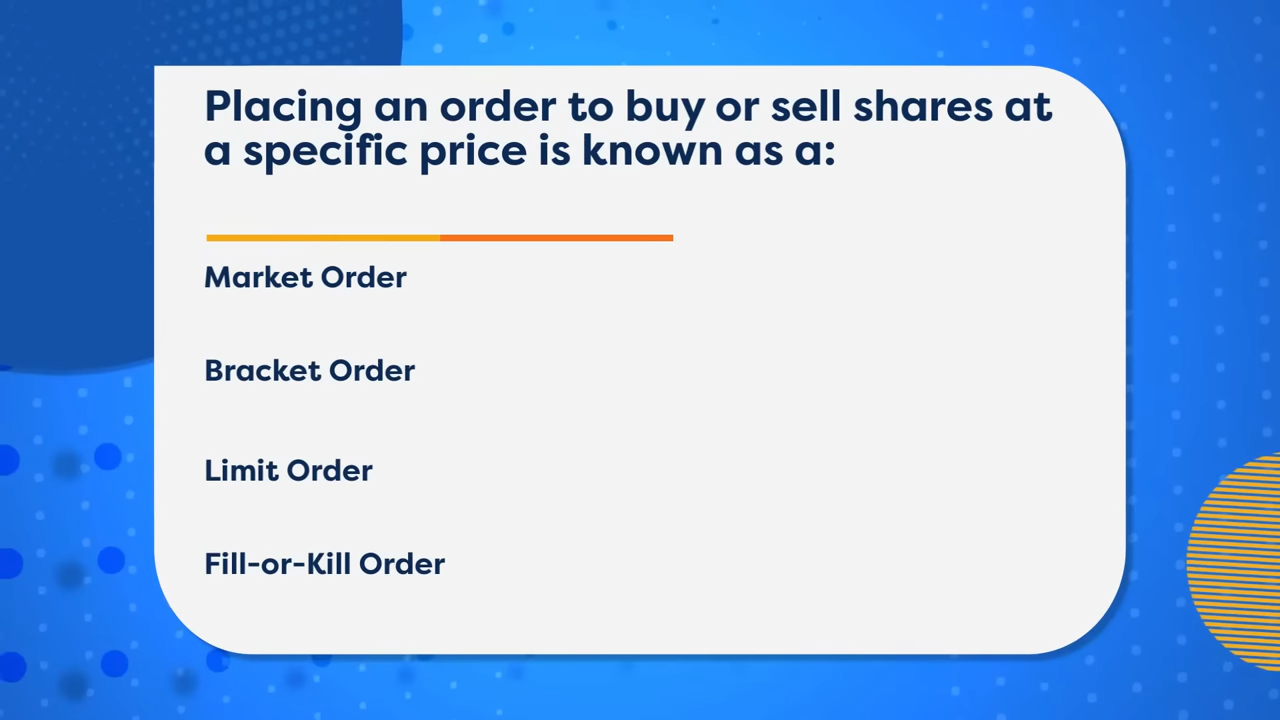 Placing an order to buy or sell shares at
a specific price is known as a:
Market Order
Bracket Order
Limit Order
Fill-or-Kill Order